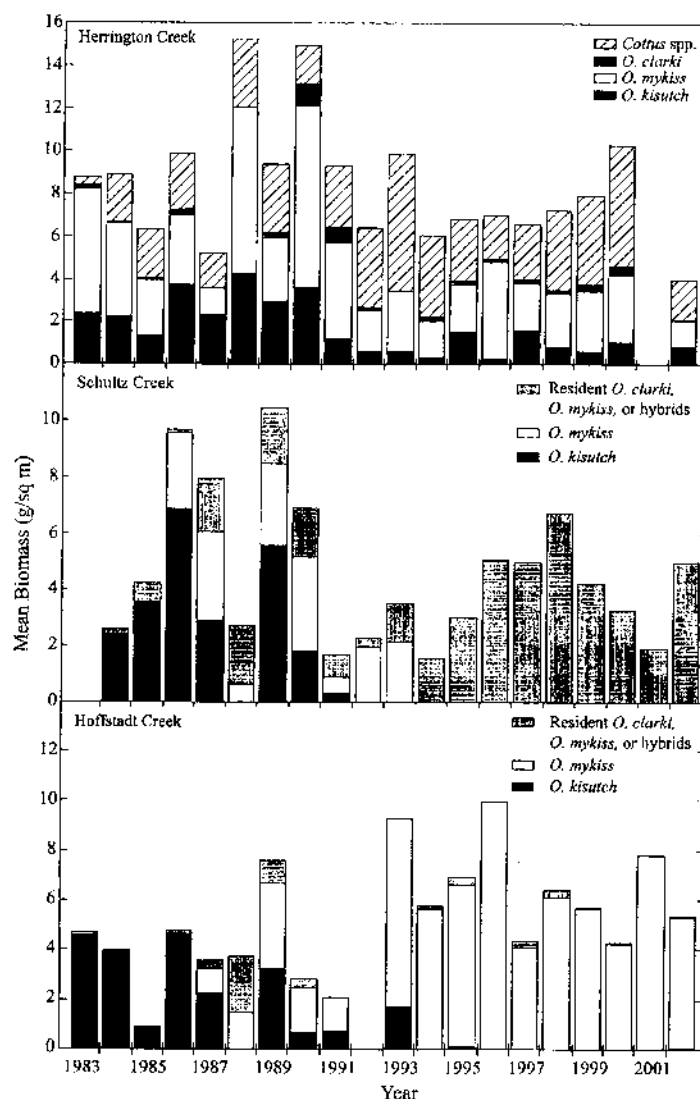 16
Herrington Creek
Cottus spp.
14
O. clarki
O. mykiss
12
O. kisutch
10
8
6
4
2
0
Schultz Creek
Resident O. clarki,
O. mykiss, or hybrids
10
O. mykiss
O. kisutch
8
6
4
2
0
Mean Biomass (g/sq m)
Hoffstadt Creek
Resident O. clarki,
O. mykiss, or hybrids
12
O. mykiss
O. kisutch
10
8
6
4
2
0
1983 1985 1987 1989 1991 1993 1995 1997 1999 2001
Year